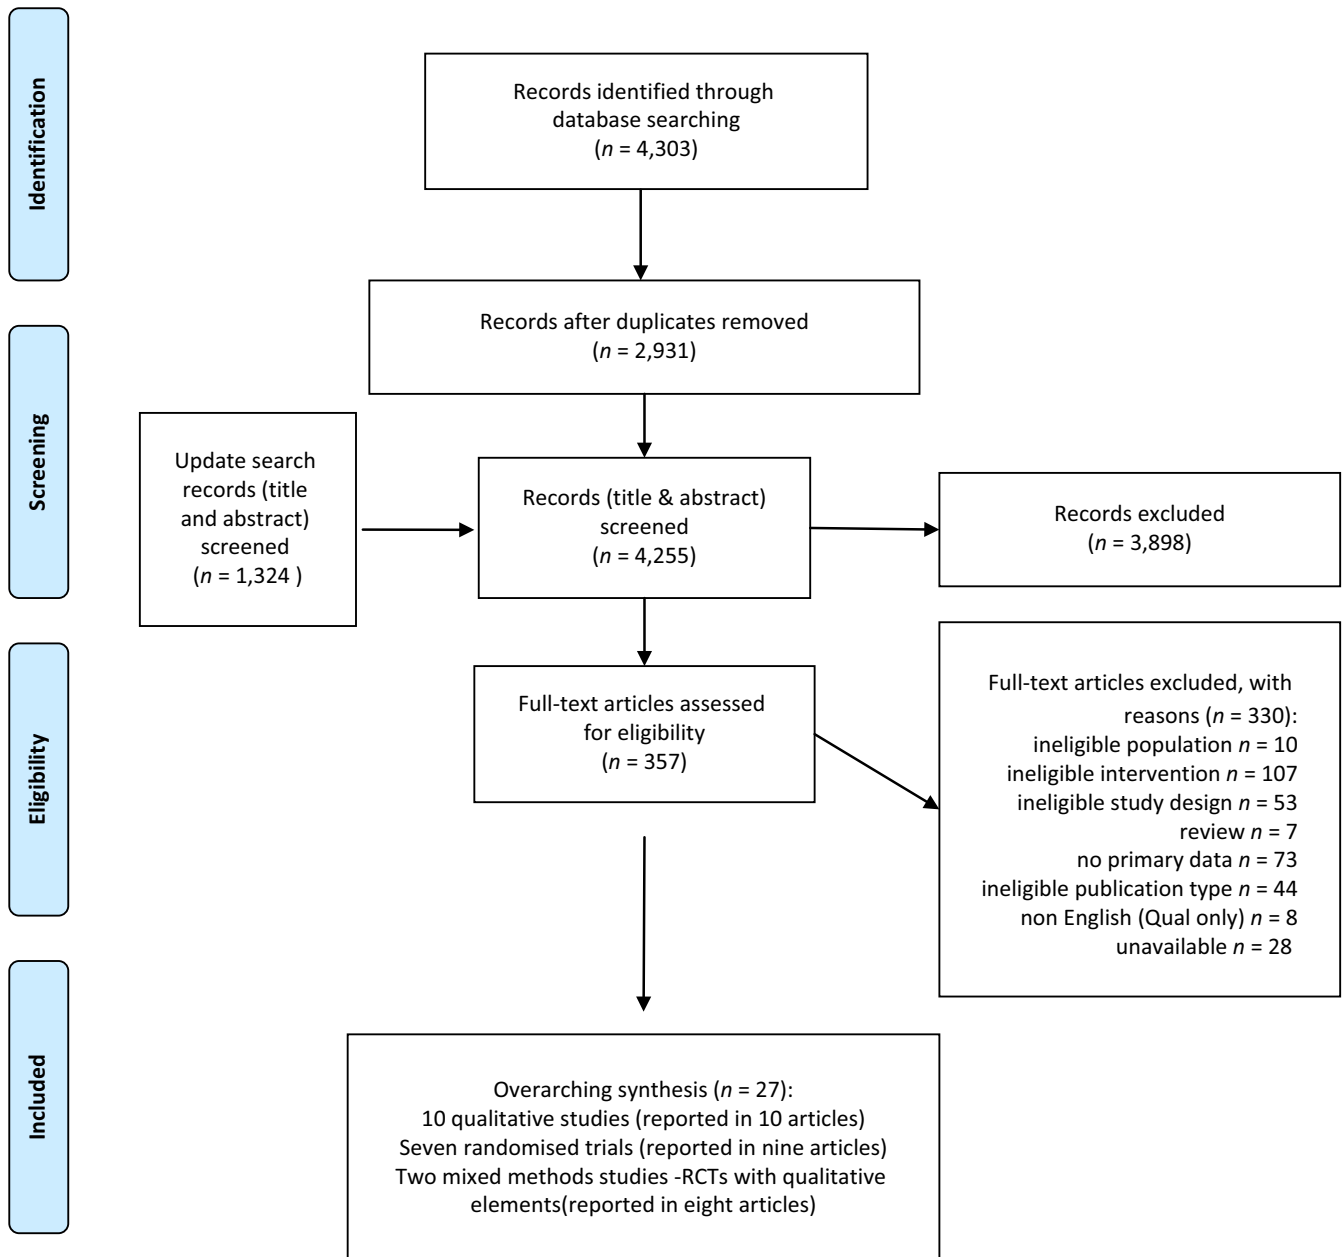 Identification
Records identified through
database searching
(n = 4,303)
Records after duplicates removed
(n = 2,931)
Screening
Update search
records (title
and abstract)
screened
(n = 1,324 )
Records (title & abstract)
screened
(n = 4,255)
Records excluded
(n = 3,898)
Eligibility
Full-text articles assessed
for eligibility
(n = 357)
Full-text articles excluded, with
reasons (n = 330):
ineligible population n = 10
ineligible intervention n = 107
ineligible study design n = 53
review n = 7
no primary data n = 73
ineligible publication type n = 44
non English (Qual only) n = 8
unavailable n = 28
Included
Overarching synthesis (n = 27):
10 qualitative studies (reported in 10 articles)
Seven randomised trials (reported in nine articles)
Two mixed methods studies -RCTs with qualitative
elements(reported in eight articles)